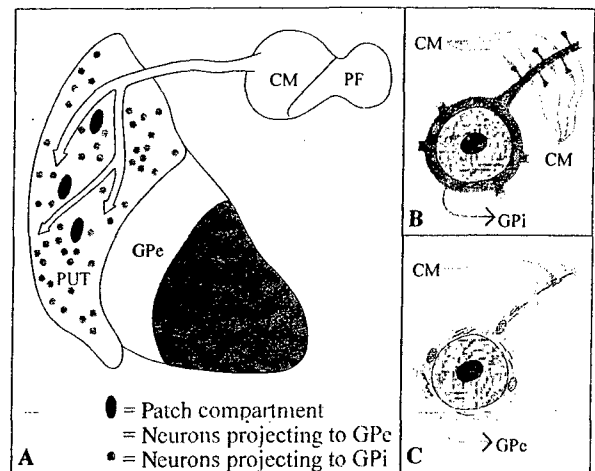 CM
PF
PUT
GPe
= Patch compartment
= Neurons projecting to GPe
= Neurons projecting to GPi
A
CM
CM
GPi
B
CM
GPe
C